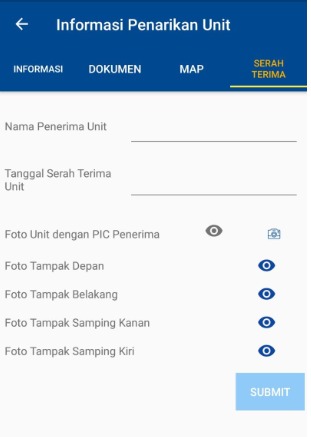 Informasi Penarikan Unit
INFORMASI DOKUMEN MAP SERAH TERIMA
Nama Penerima Unit
Tanggal Serah Terima
Unit
Foto Unit dengan PIC Penerima
Foto Tampak Depan
Foto Tampak Belakang
Foto Tampak Samping Kanan
Foto Tampak Samping Kiri
SUBMIT